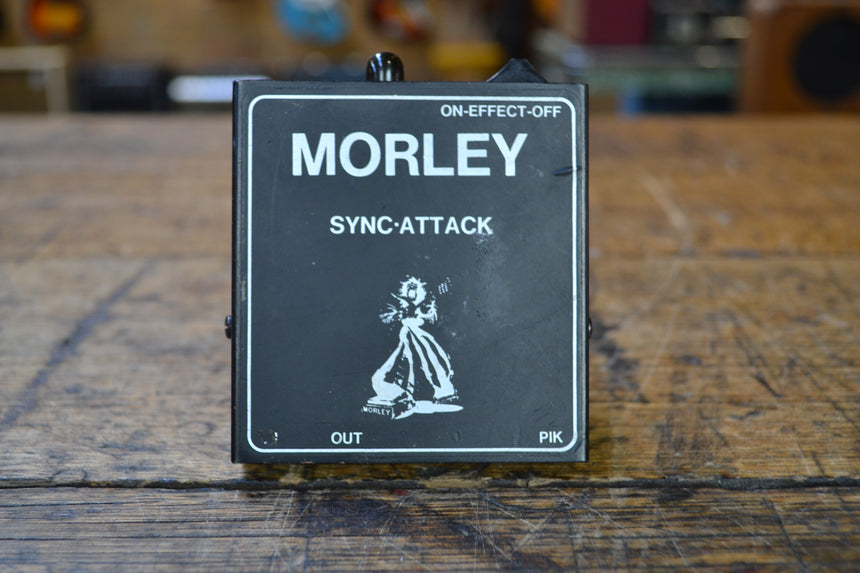 ON-EFFECT-OFF
MORLEY
SYNC·ATTACK
MORLEY
OUT PIK